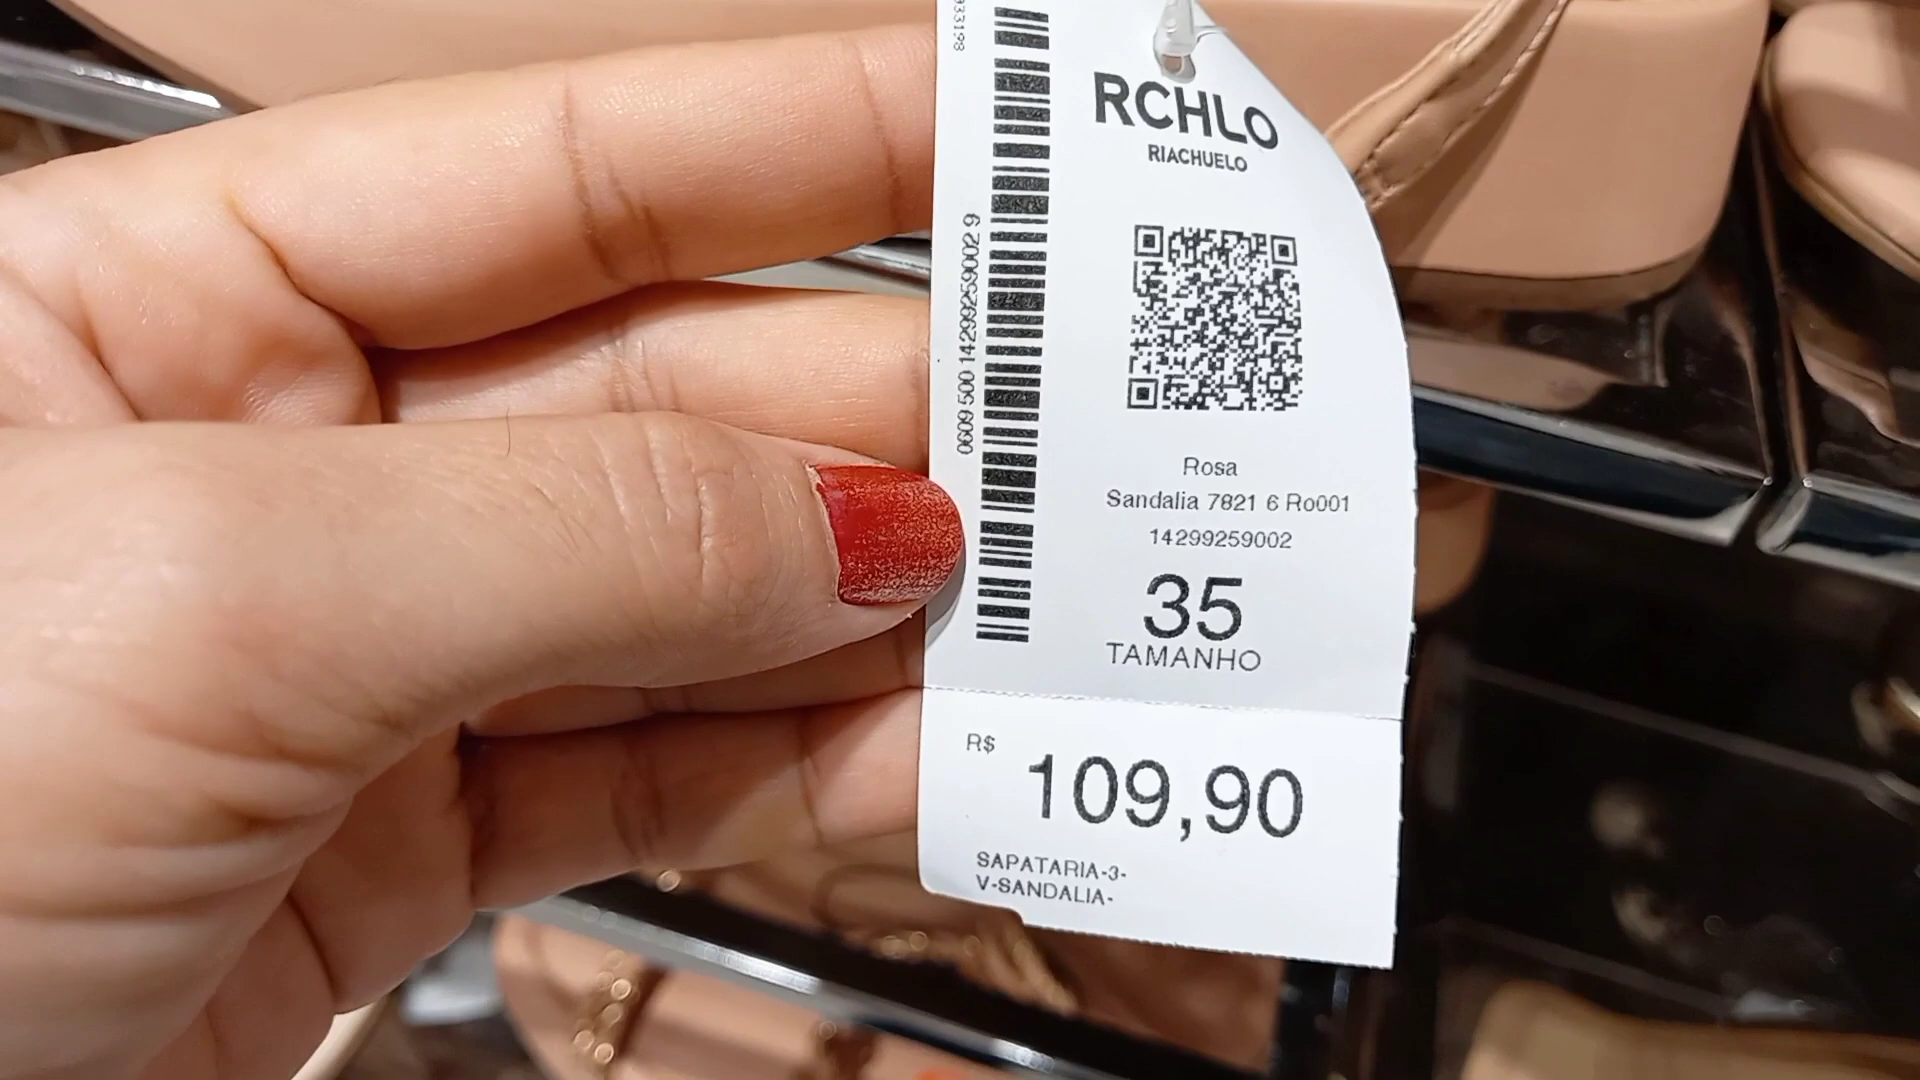 RCHLO
RIACHUELO
0609 500 14299259002 9
Rosa
Sandalia 7821 6 Ro001
14299259002
35
TAMANHO
R$ 109,90
SAPATARIA-3-
V-SANDALIA-